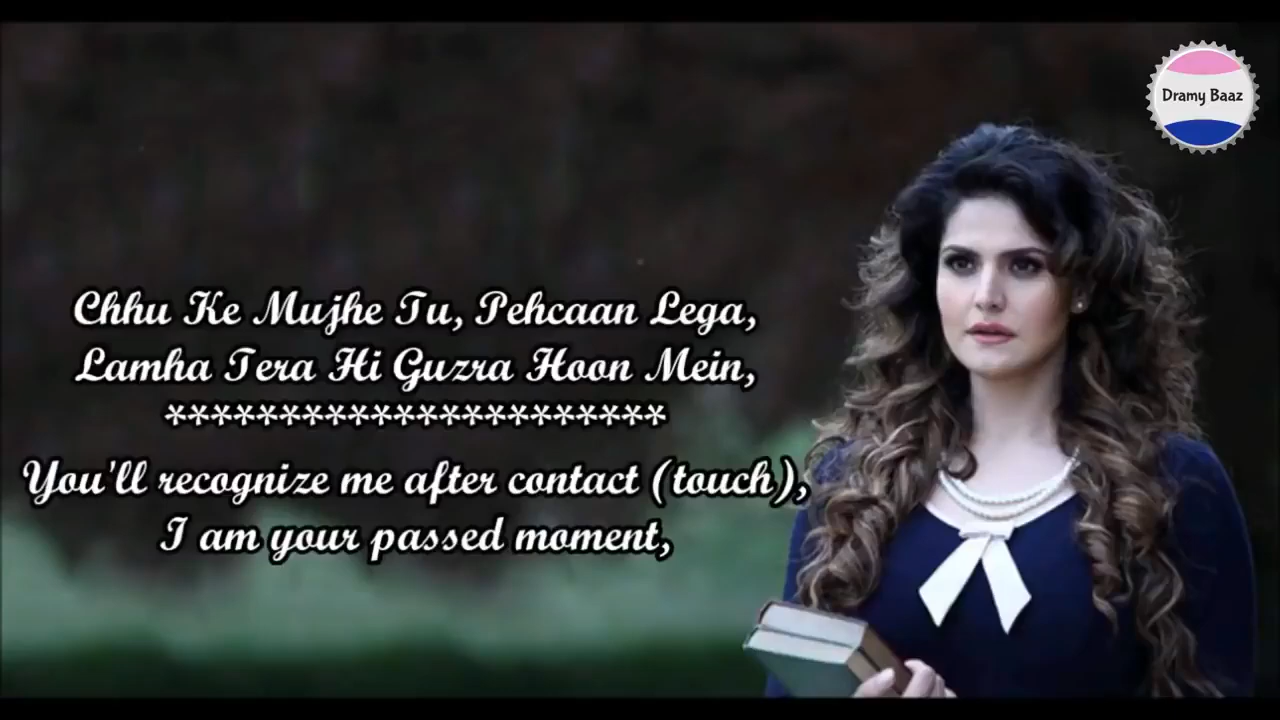 Dramy Baaz
Chhu Ke Mujhe Tu, Pehcaan Lega,
Lamha Tera Hi Guzra Hoon Mein,
**********************
You'll recognize me after contact (touch),
I am your passed moment,